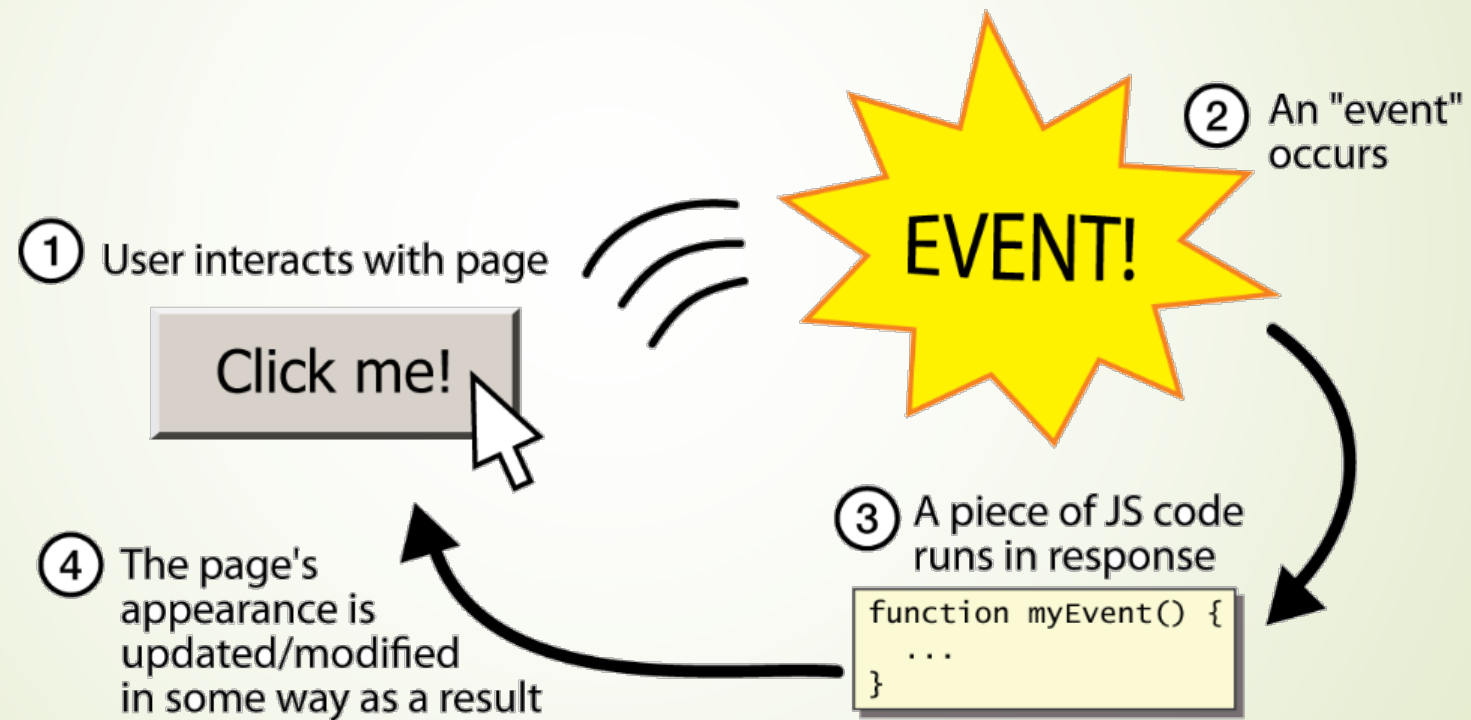 1 User interacts with page
Click me!
EVENT!
2 An "event"
occurs
3 A piece of JS code
runs in response
function myEvent() {
...
}
4 The page's
appearance is
updated/modified
in some way as a result